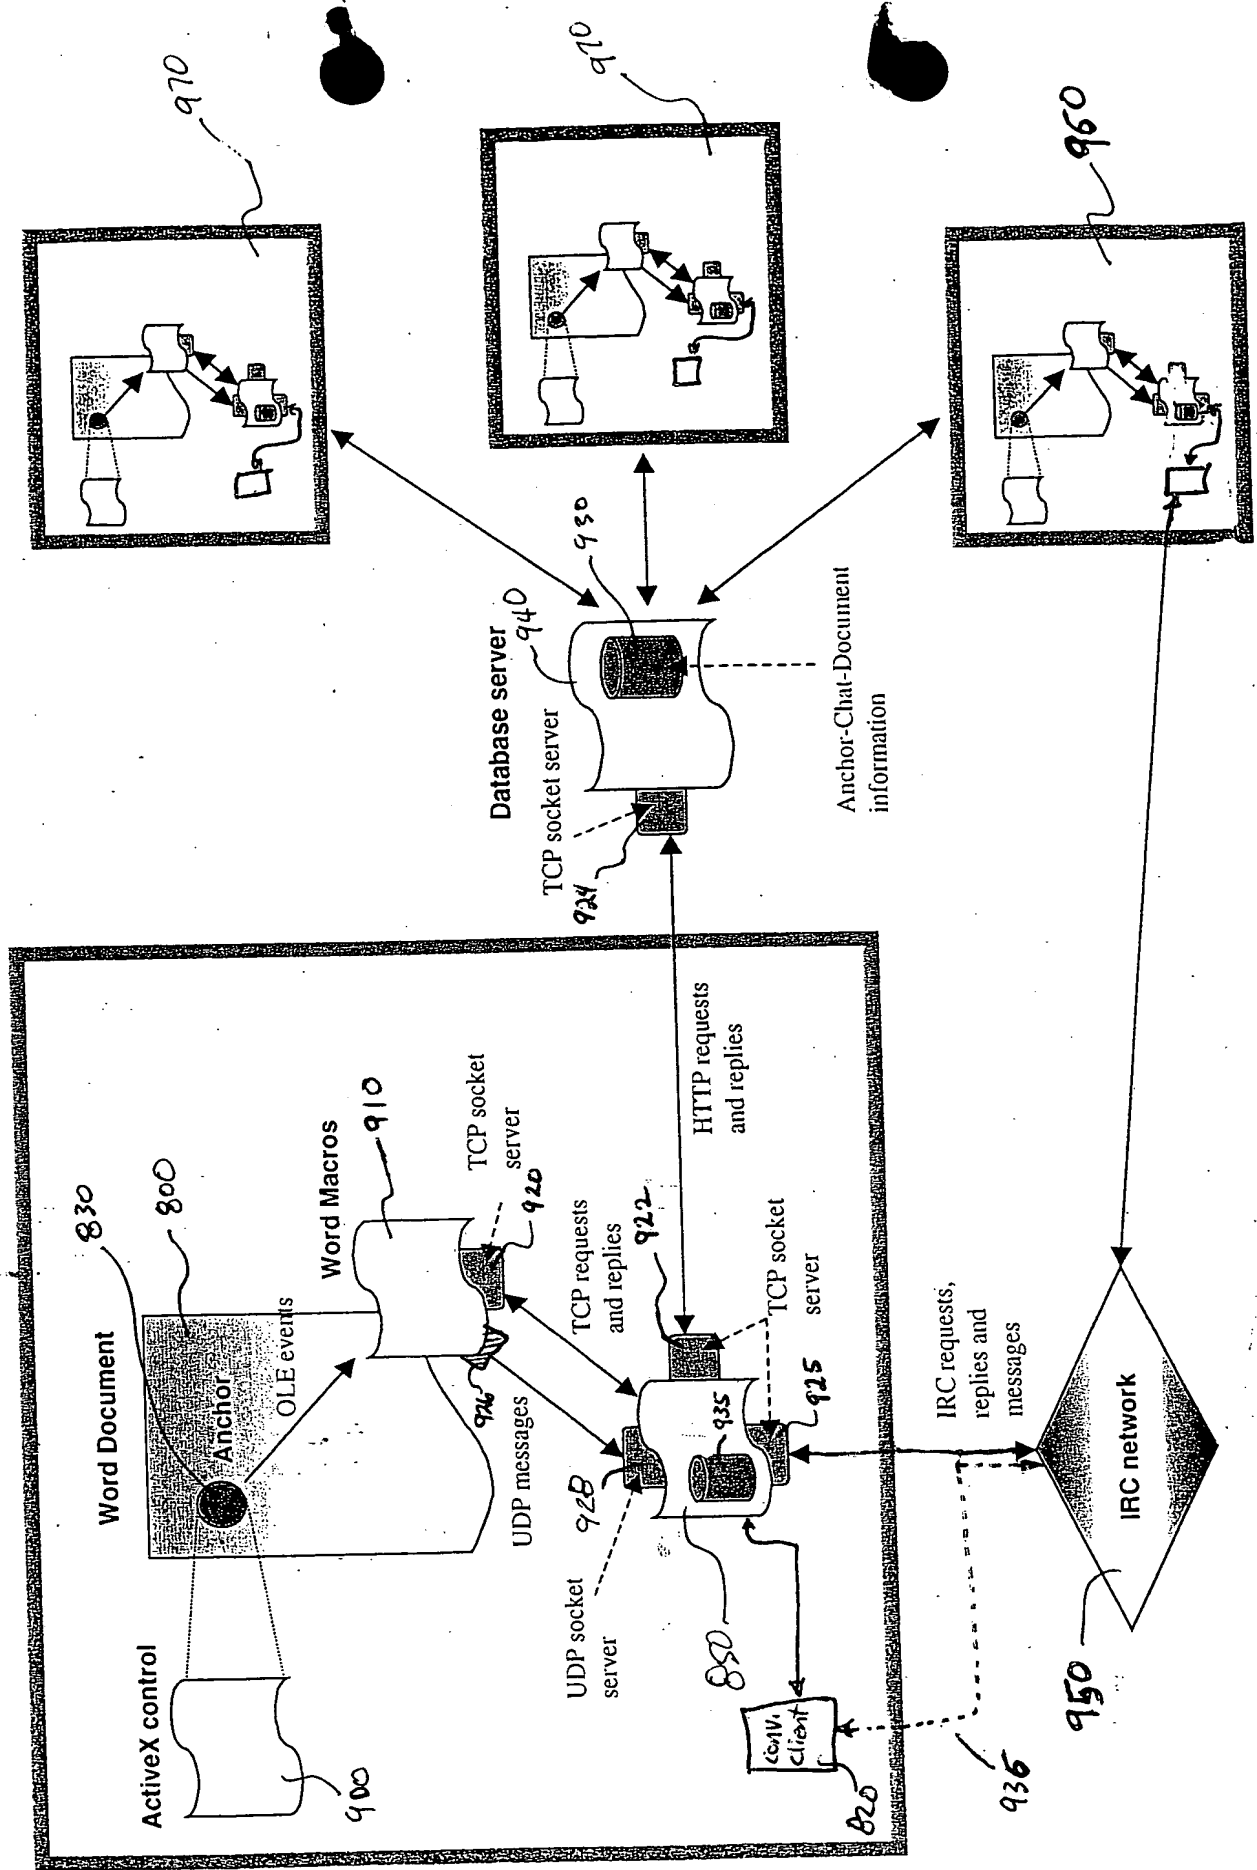 ActiveX control
900
Word Document
830
800
Anchor
OLE events
Word Macros
910
TCP socket
server
920
926
UDP messages
TCP requests
and replies
UDP socket
server
928
922
935
850
TCP socket
server
925
conv.
client
820
HTTP requests
and replies
Database server
940
TCP socket server
924
930
Anchor-Chat-Document
information
IRC requests,
replies and
messages
936
IRC network
950
970
970
960